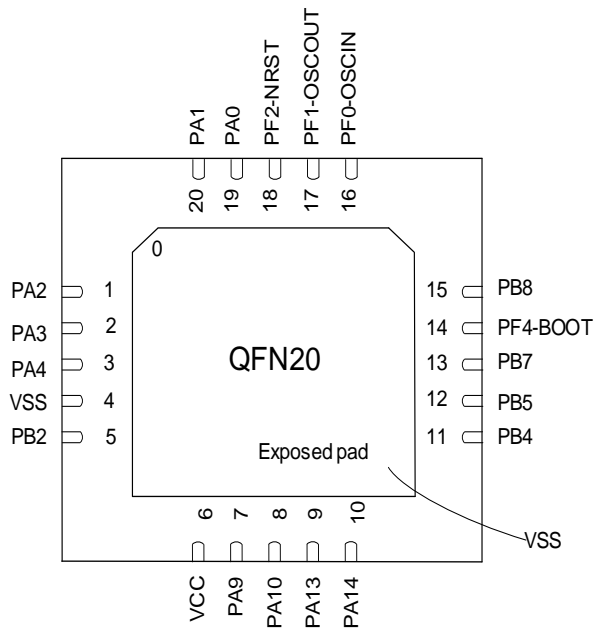 PA1
PA0
PF2-NRST
PF1-OSCOUT
PF0-OSCIN
20
19
18
17
16
0
PA2 1
PA3 2
PA4 3
VSS 4
PB2 5
QFN20
Exposed pad
15 PB8
14 PF4-BOOT
13 PB7
12 PB5
11 PB4
VSS
6
7
8
9
10
VCC
PA9
PA10
PA13
PA14